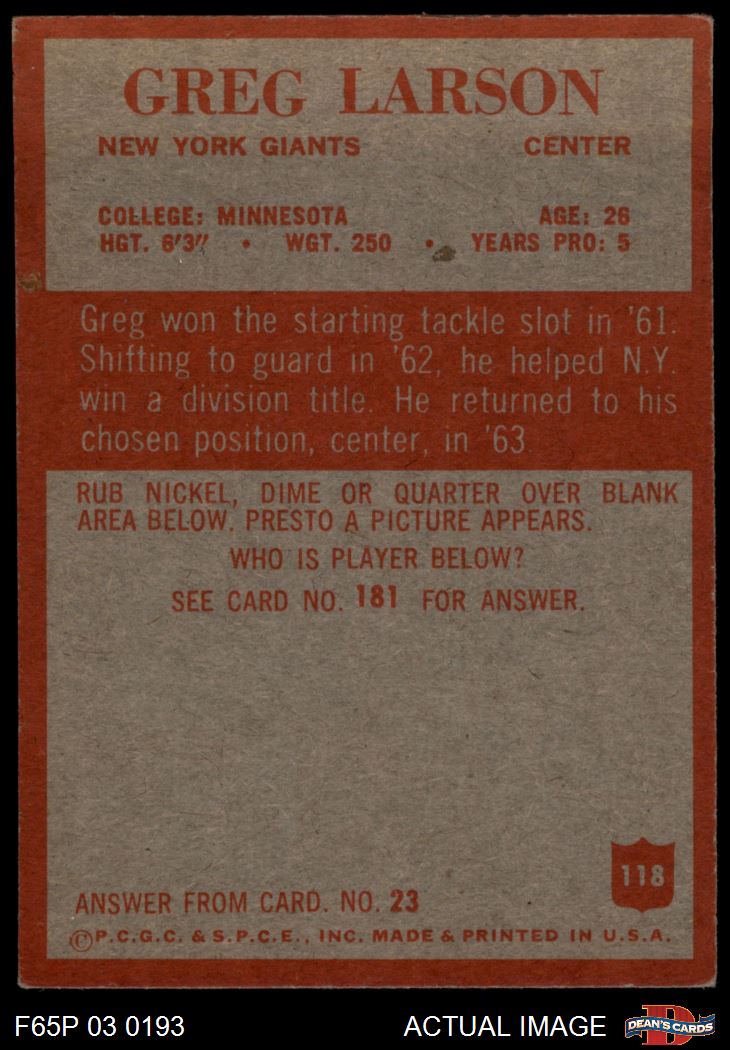 GREG LARSON
NEW YORK GIANTS CENTER
COLLEGE: MINNESOTA AGE: 26
HGT. 6'3" • WGT. 250 • YEARS PRO: 5
Greg won the starting tackle slot in '61.
Shifting to guard in '62, he helped N.Y.
win a division title. He returned to his
chosen position, center, in '63
RUB NICKEL, DIME OR QUARTER OVER BLANK
AREA BELOW. PRESTO A PICTURE APPEARS.
WHO IS PLAYER BELOW?
SEE CARD NO. 181 FOR ANSWER.
118
ANSWER FROM CARD. NO. 23
©P.C.G.C. & S.P.C.E., INC. MADE & PRINTED IN U.S.A.
F65P 03 0193 ACTUAL IMAGE
D
DEAN'S CARDS